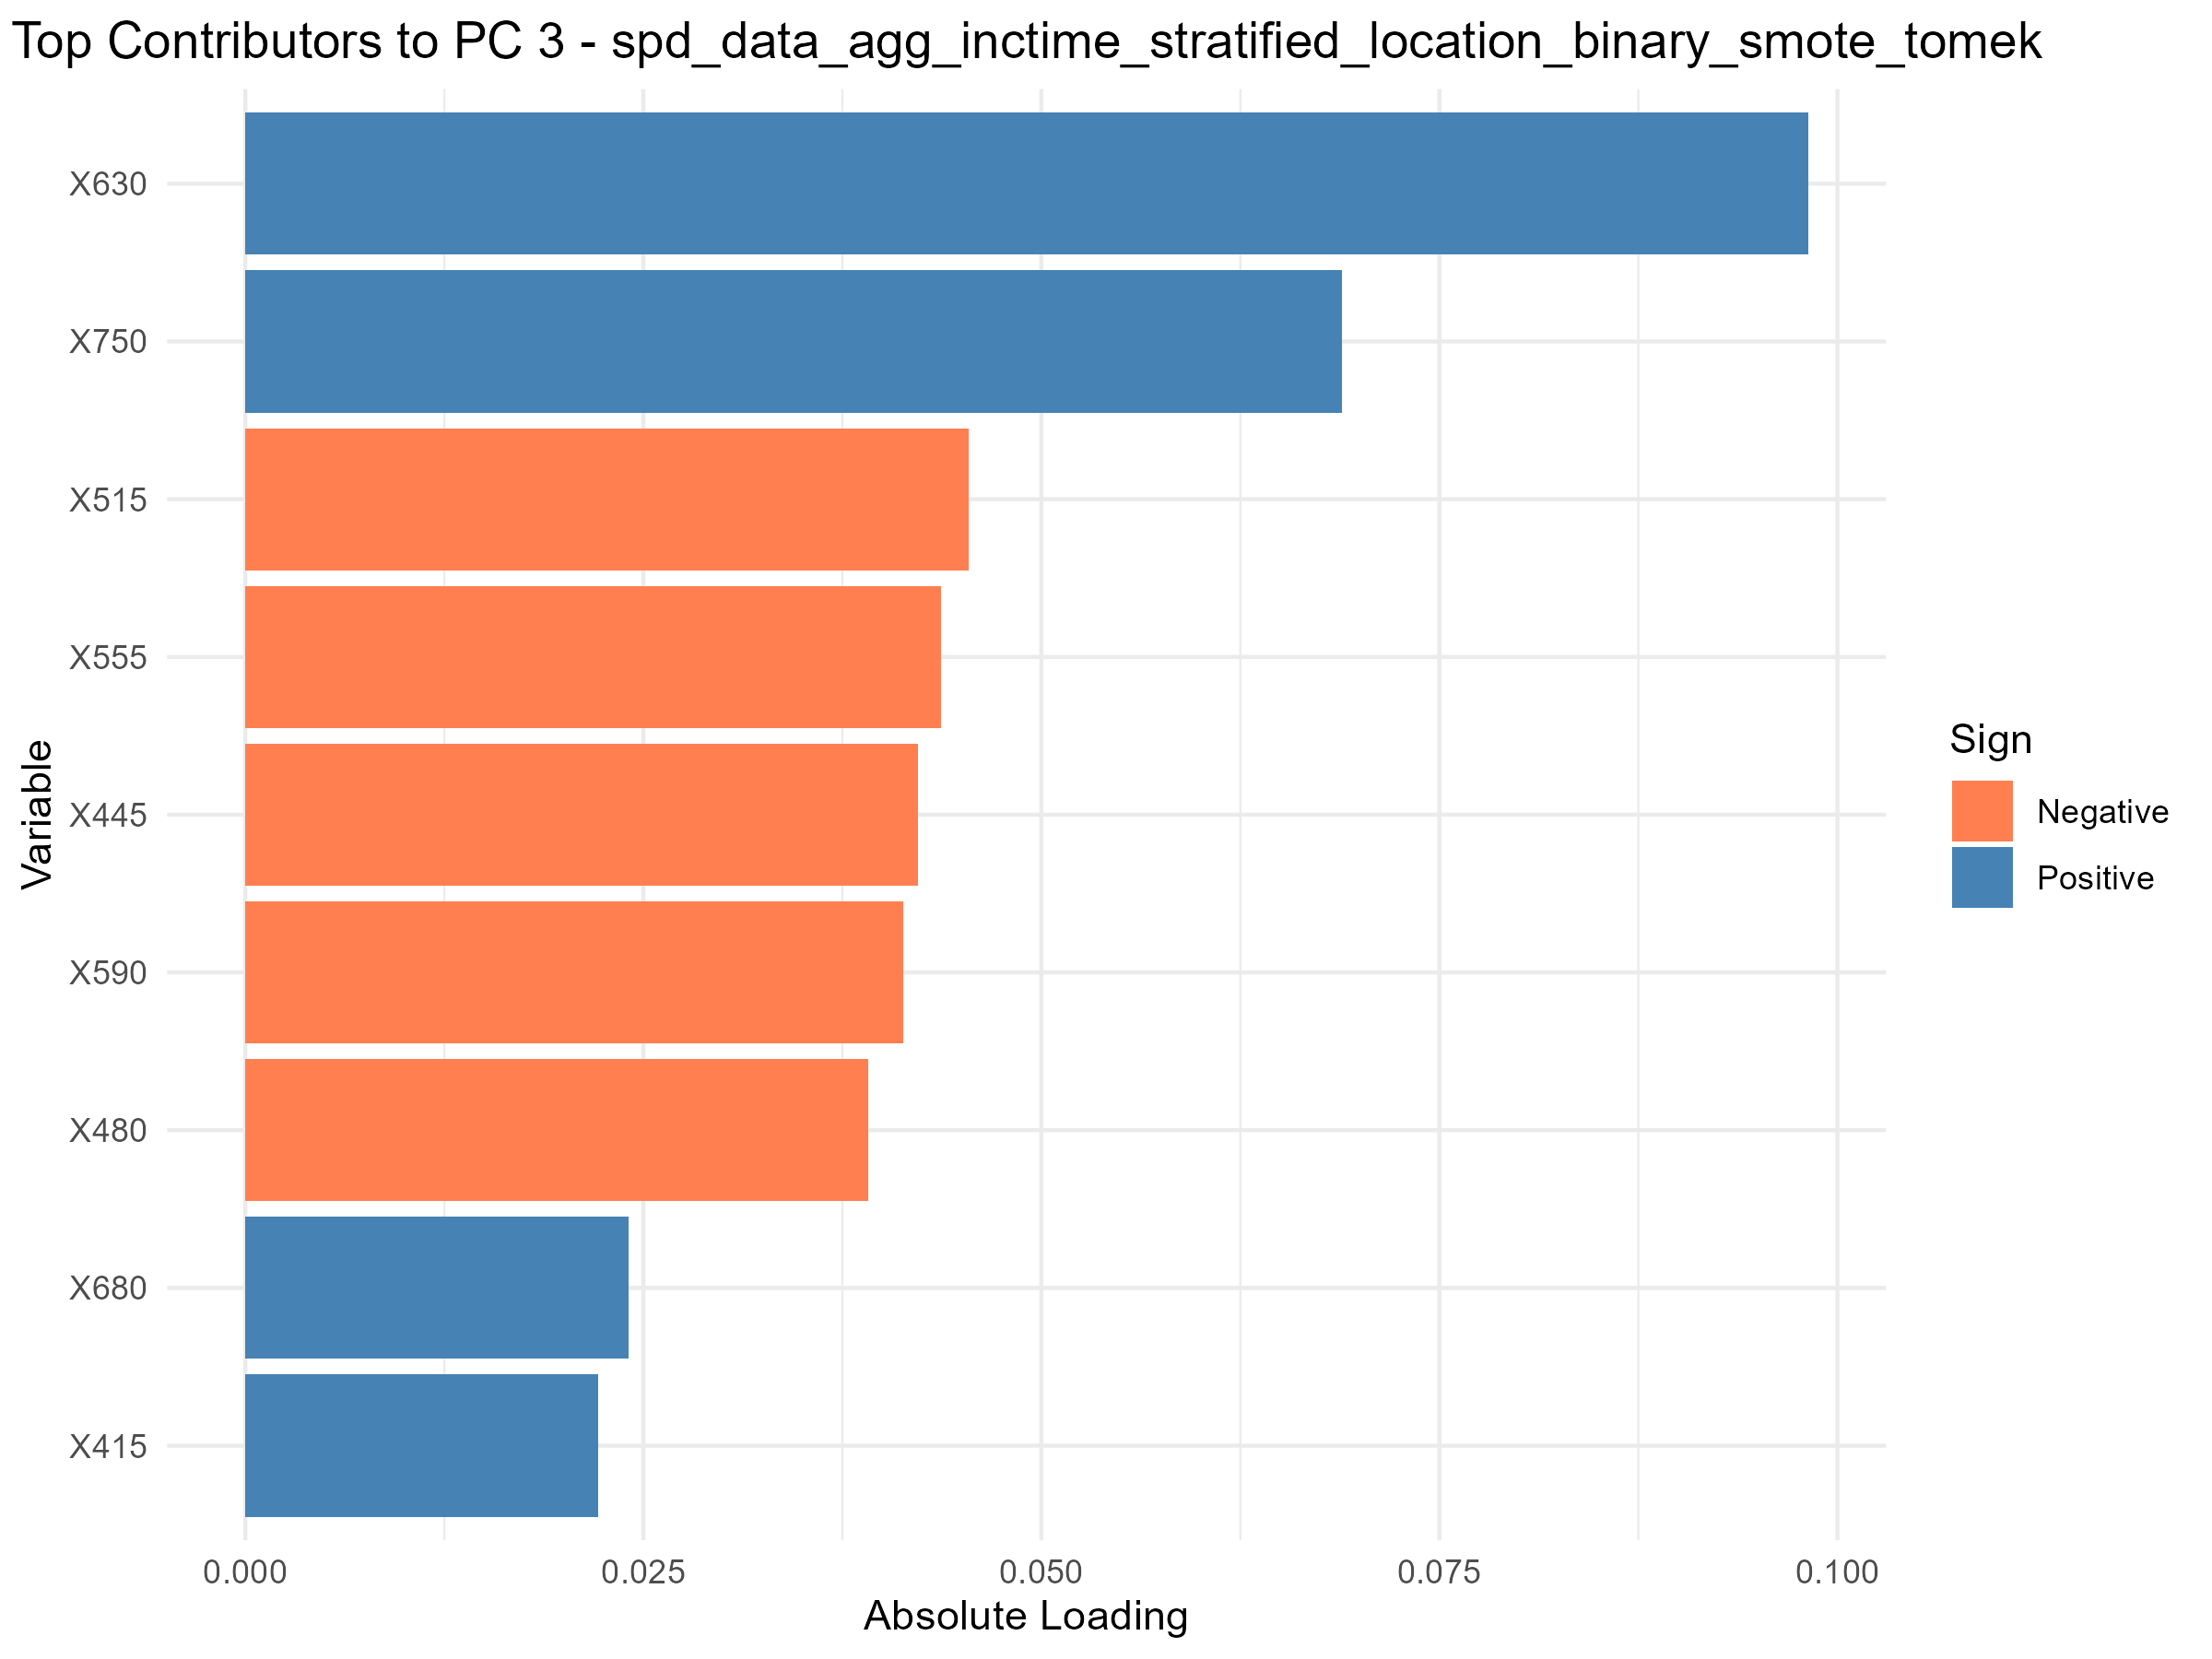 Top Contributors to PC 3 - spd_data_agg_inctime_stratified_location_binary_smote_tomek
Variable
X630
X750
X515
X555
X445
X590
X480
X680
X415
0.000 0.025 0.050 0.075 0.100
Absolute Loading
Sign
Negative
Positive